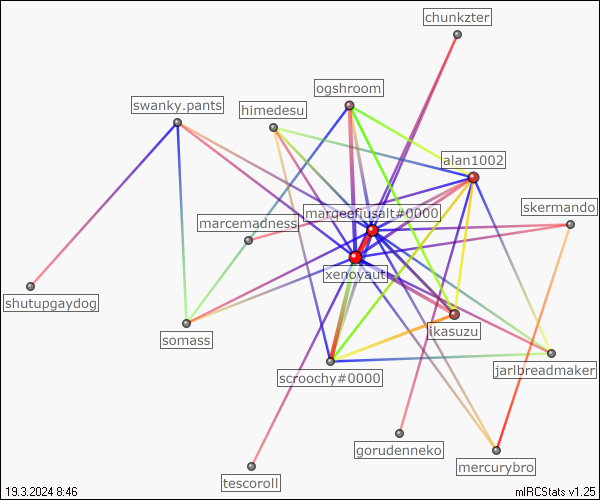 chunkzter
ogshroom
swanky.pants
himedesu
alan1002
skermando
marqeefiusalt#0000
marcemadness
xenoyaut
shutupgaydog
ikasuzu
somass
jarlbreadmaker
scroochy#0000
gorudenneko
mercurybro
tescoroll
19.3.2024 8:46
mIRCStats v1.25